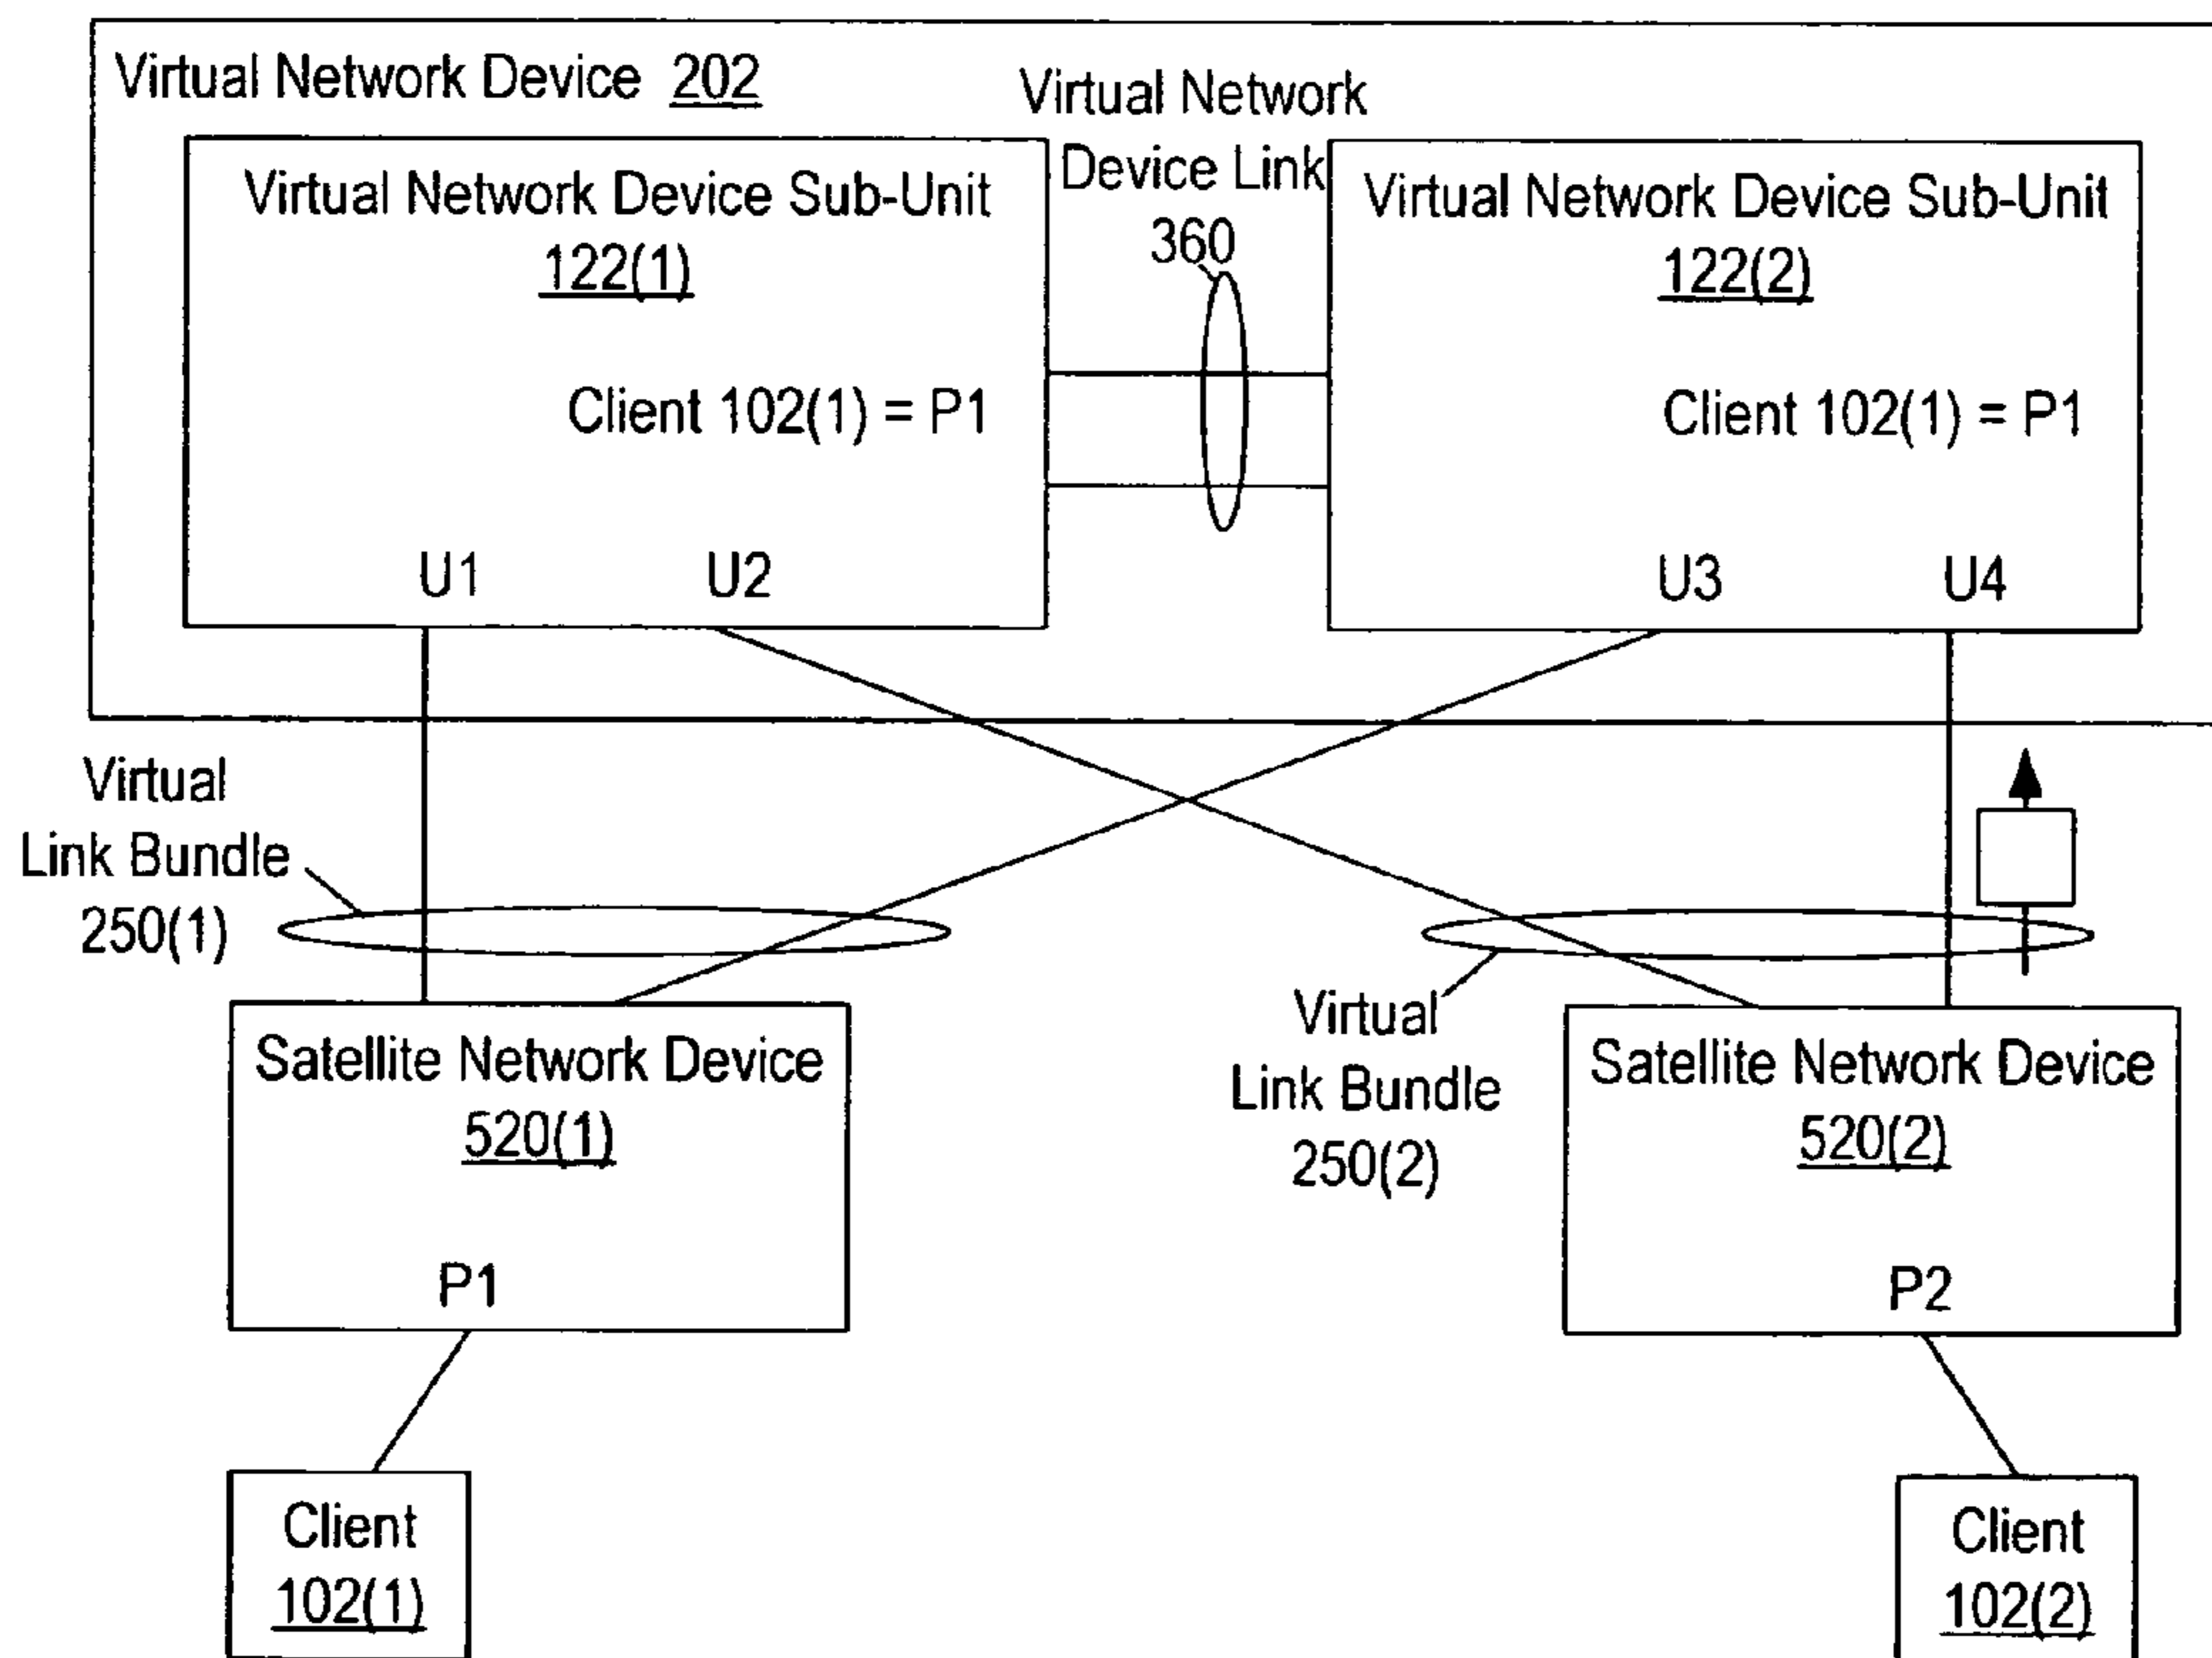 Virtual Network Device 202
Virtual Network
Device Link
360
Virtual Network Device Sub-Unit
122(1)
Client 102(1) = P1
U1
U2
Virtual Network Device Sub-Unit
122(2)
Client 102(1) = P1
U3
U4
Virtual
Link Bundle
250(1)
Virtual
Link Bundle
250(2)
Satellite Network Device
520(1)
P1
Satellite Network Device
520(2)
P2
Client
102(1)
Client
102(2)